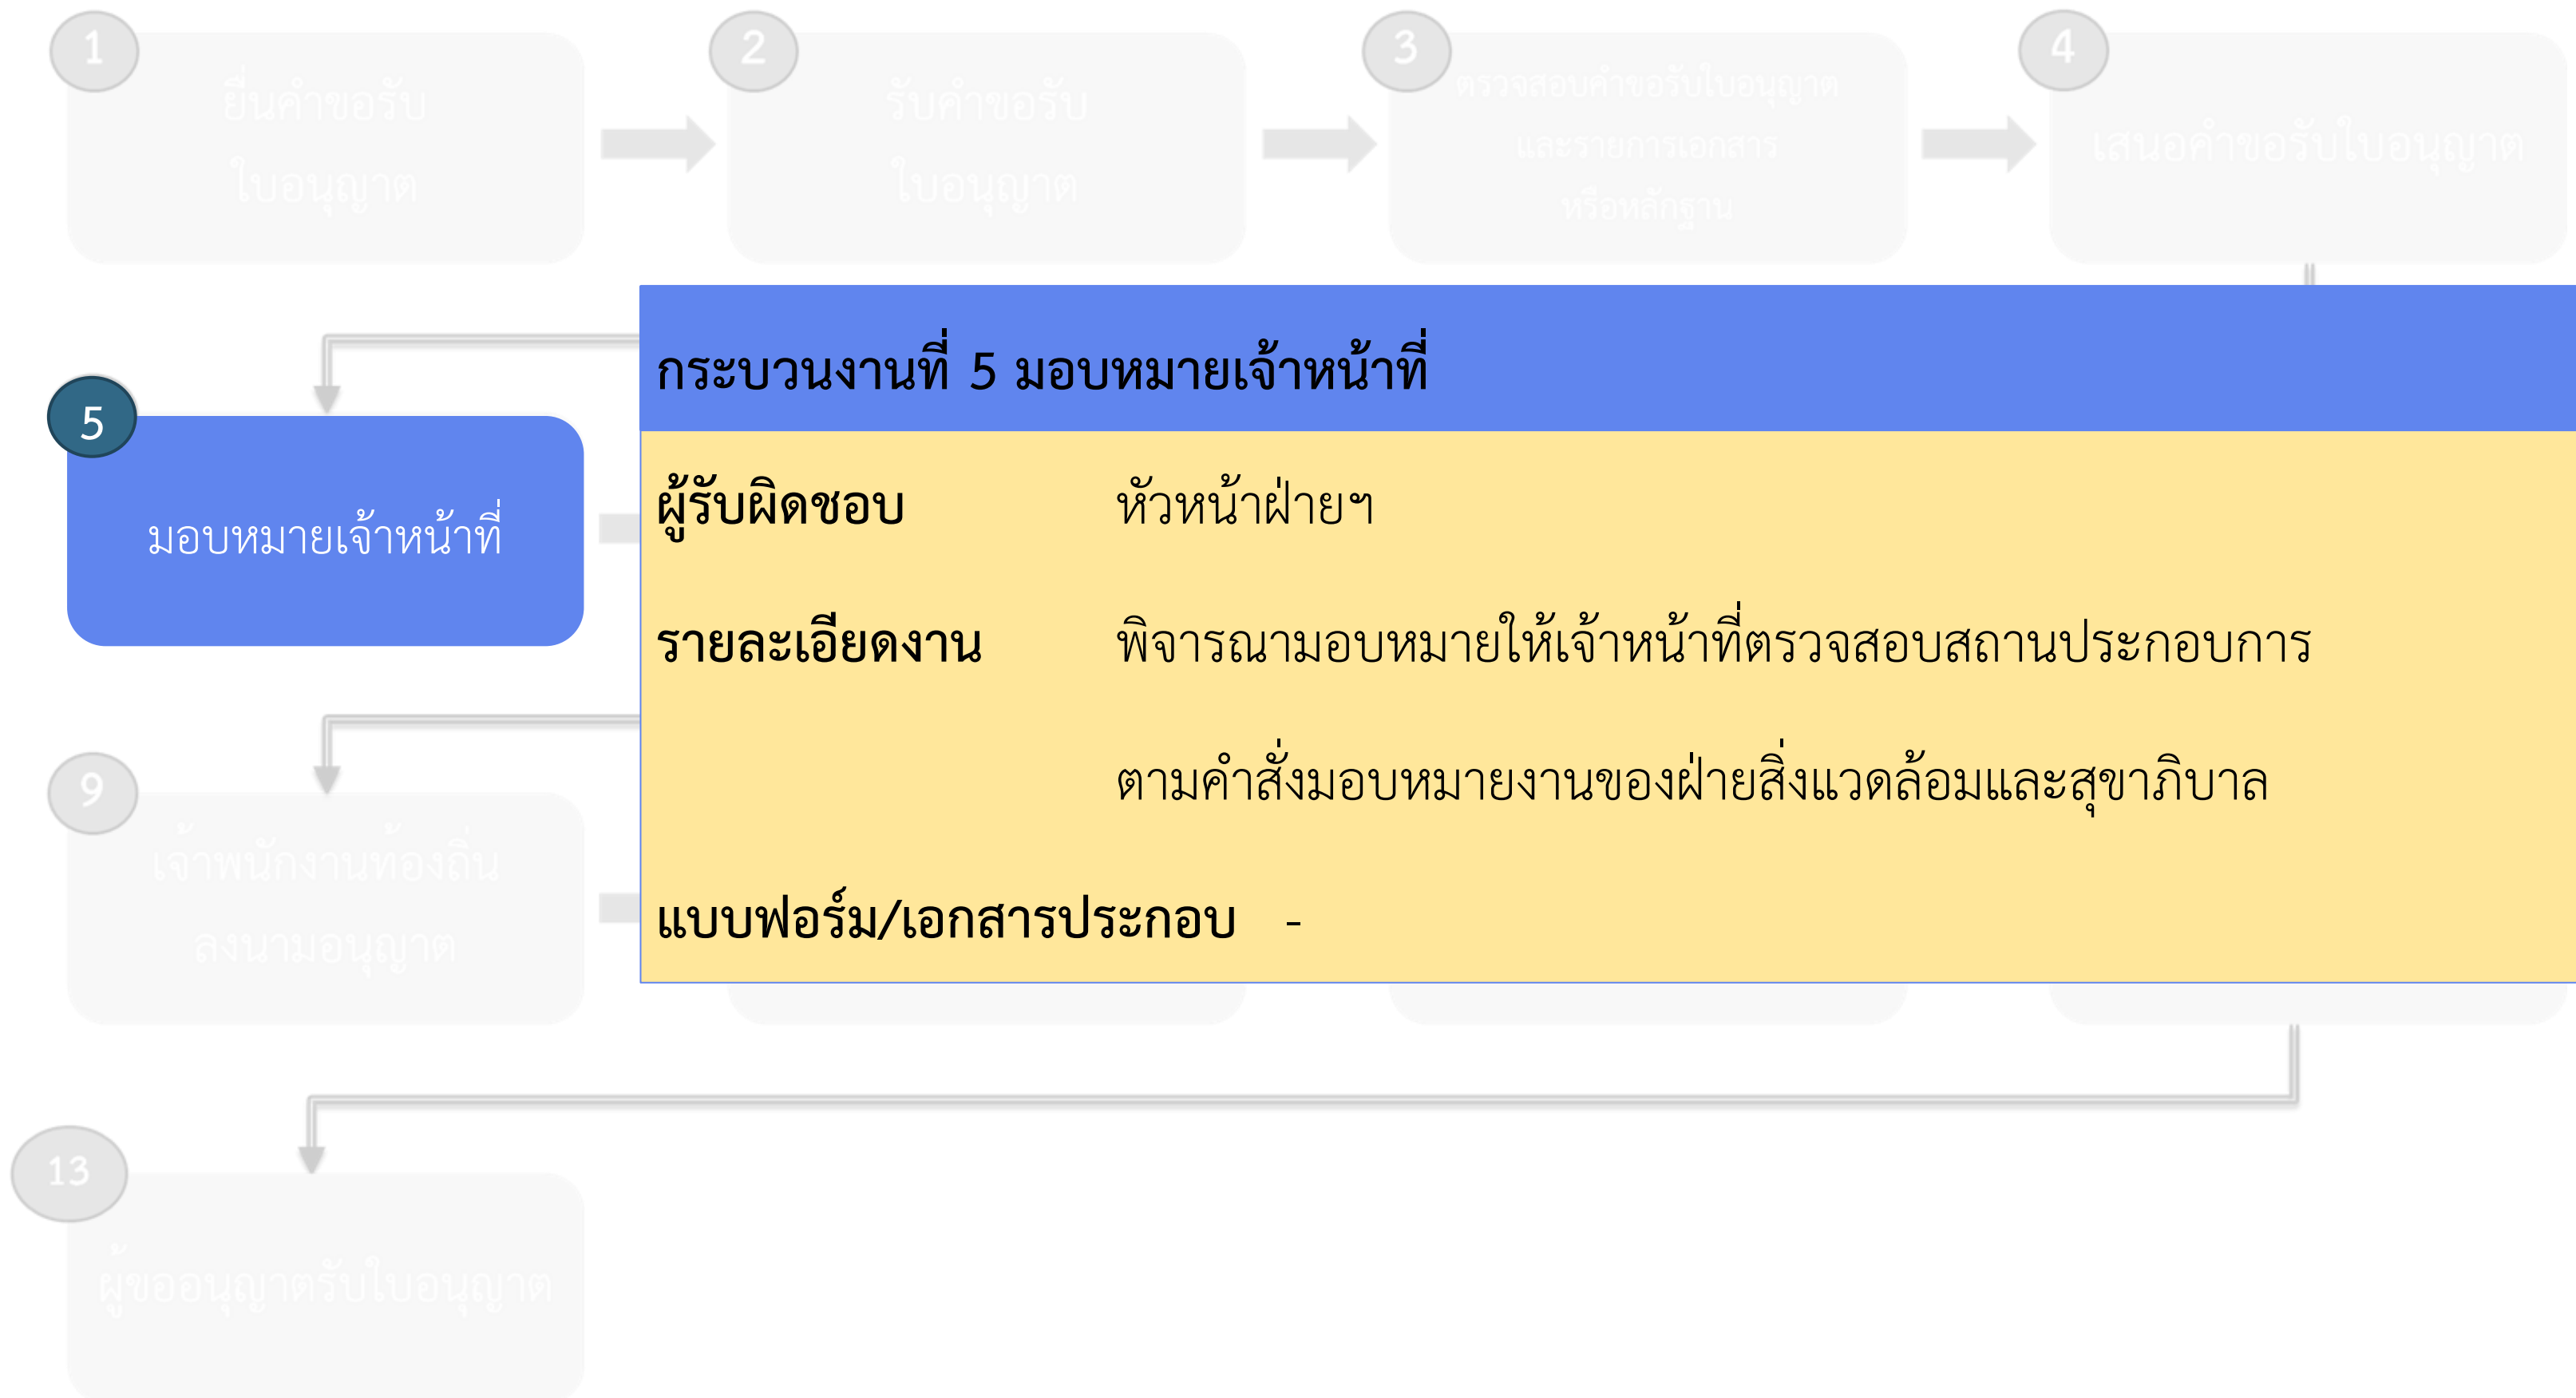 1
ยื่นคำขอรับ
ใบอนุญาต
2
รับคำขอรับ
ใบอนุญาต
3
ตรวจสอบคำขอรับใบอนุญาต
และรายการเอกสาร
หรือหลักฐาน
4
เสนอคำขอรับใบอนุญาต
5
มอบหมายเจ้าหน้าที่
กระบวนงานที่ 5 มอบหมายเจ้าหน้าที่
ผู้รับผิดชอบ หัวหน้าฝ่ายฯ
รายละเอียดงาน พิจารณามอบหมายให้เจ้าหน้าที่ตรวจสอบสถานประกอบการ
ตามคำสั่งมอบหมายงานของฝ่ายสิ่งแวดล้อมและสุขาภิบาล
แบบฟอร์ม/เอกสารประกอบ -
9
เจ้าพนักงานท้องถิ่น
ลงนามอนุญาต
13
ผู้ขออนุญาตรับใบอนุญาต